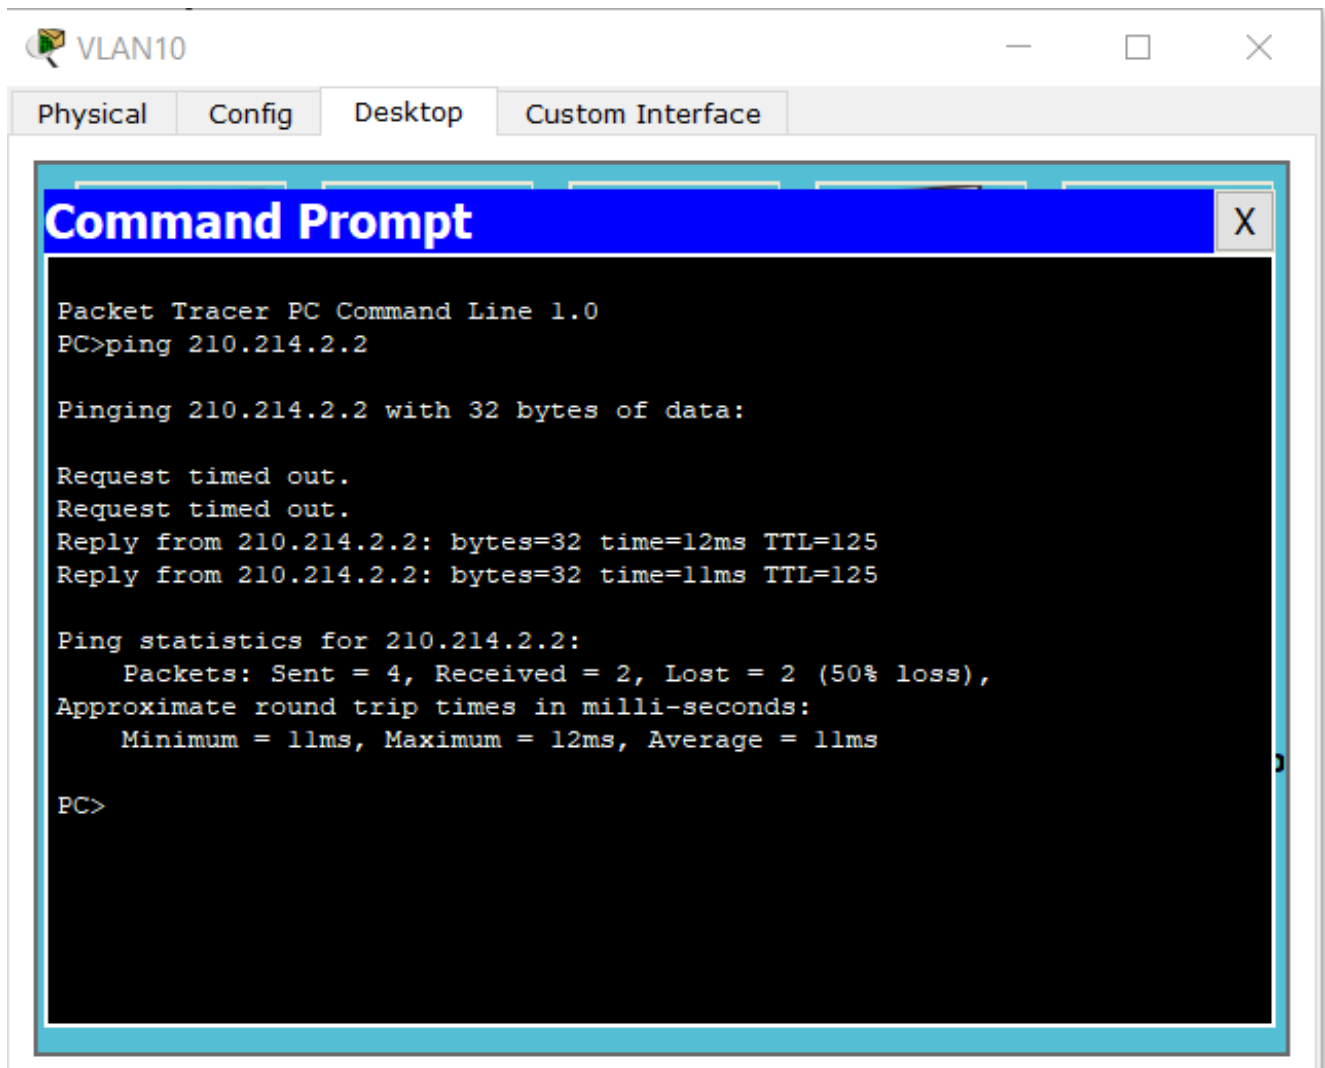 VLAN10
Physical Config Desktop Custom Interface
Command Prompt X
Packet Tracer PC Command Line 1.0
PC>ping 210.214.2.2
Pinging 210.214.2.2 with 32 bytes of data:
Request timed out.
Request timed out.
Reply from 210.214.2.2: bytes=32 time=12ms TTL=125
Reply from 210.214.2.2: bytes=32 time=11ms TTL=125
Ping statistics for 210.214.2.2:
    Packets: Sent = 4, Received = 2, Lost = 2 (50% loss),
Approximate round trip times in milli-seconds:
    Minimum = 11ms, Maximum = 12ms, Average = 11ms
PC>